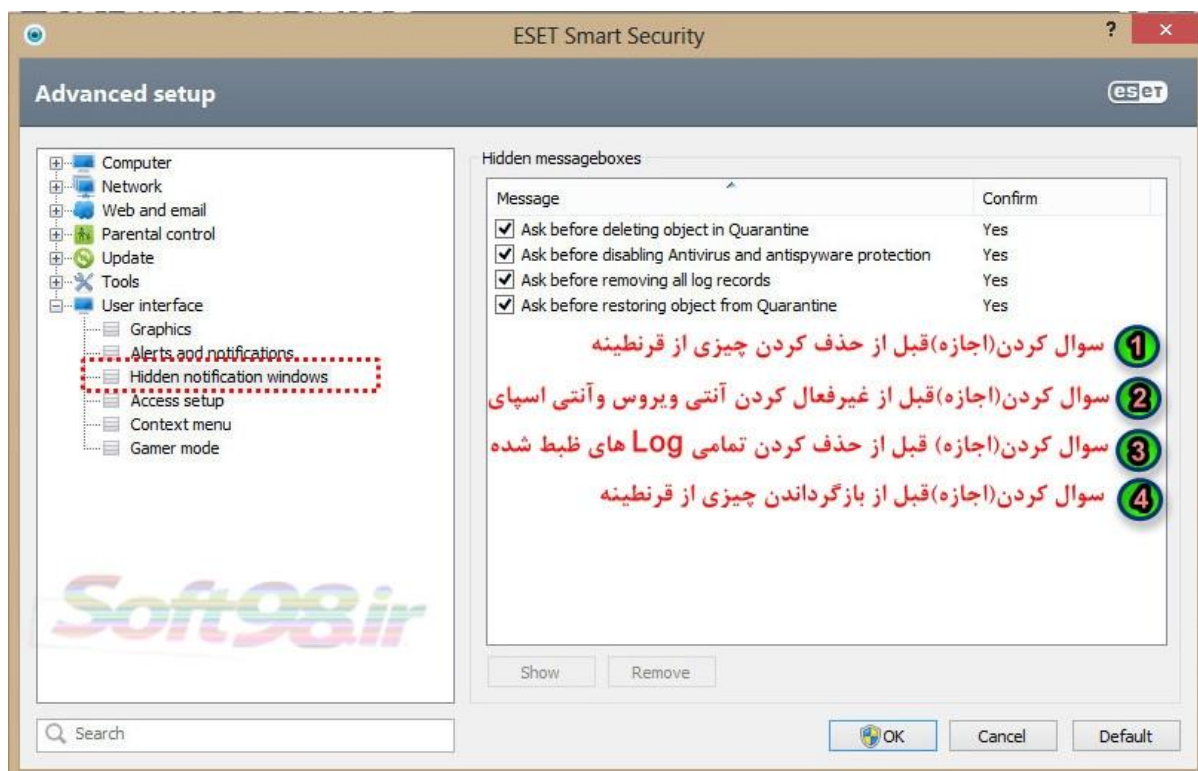 ESET Smart Security
?
Advanced setup
eset
Computer
Network
Web and email
Parental control
Update
Tools
User interface
Graphics
Alerts and notifications
Hidden notification windows
Access setup
Context menu
Gamer mode
Hidden messageboxes
Message Confirm
Ask before deleting object in Quarantine Yes
Ask before disabling Antivirus and antispyware protection Yes
Ask before removing all log records Yes
Ask before restoring object from Quarantine Yes
1 سوال کردن(اجازه)قبل از حذف کردن چیزی از قرنطینه
2 سوال کردن(اجازه)قبل از غیرفعال کردن آنتی ویروس وآنتی اسپای
3 سوال کردن(اجازه) قبل از حذف کردن تمامی Log های ظبط شده
4 سوال کردن(اجازه)قبل از بازگرداندن چیزی از قرنطینه
Soft98.ir
Show Remove
Search
OK Cancel Default